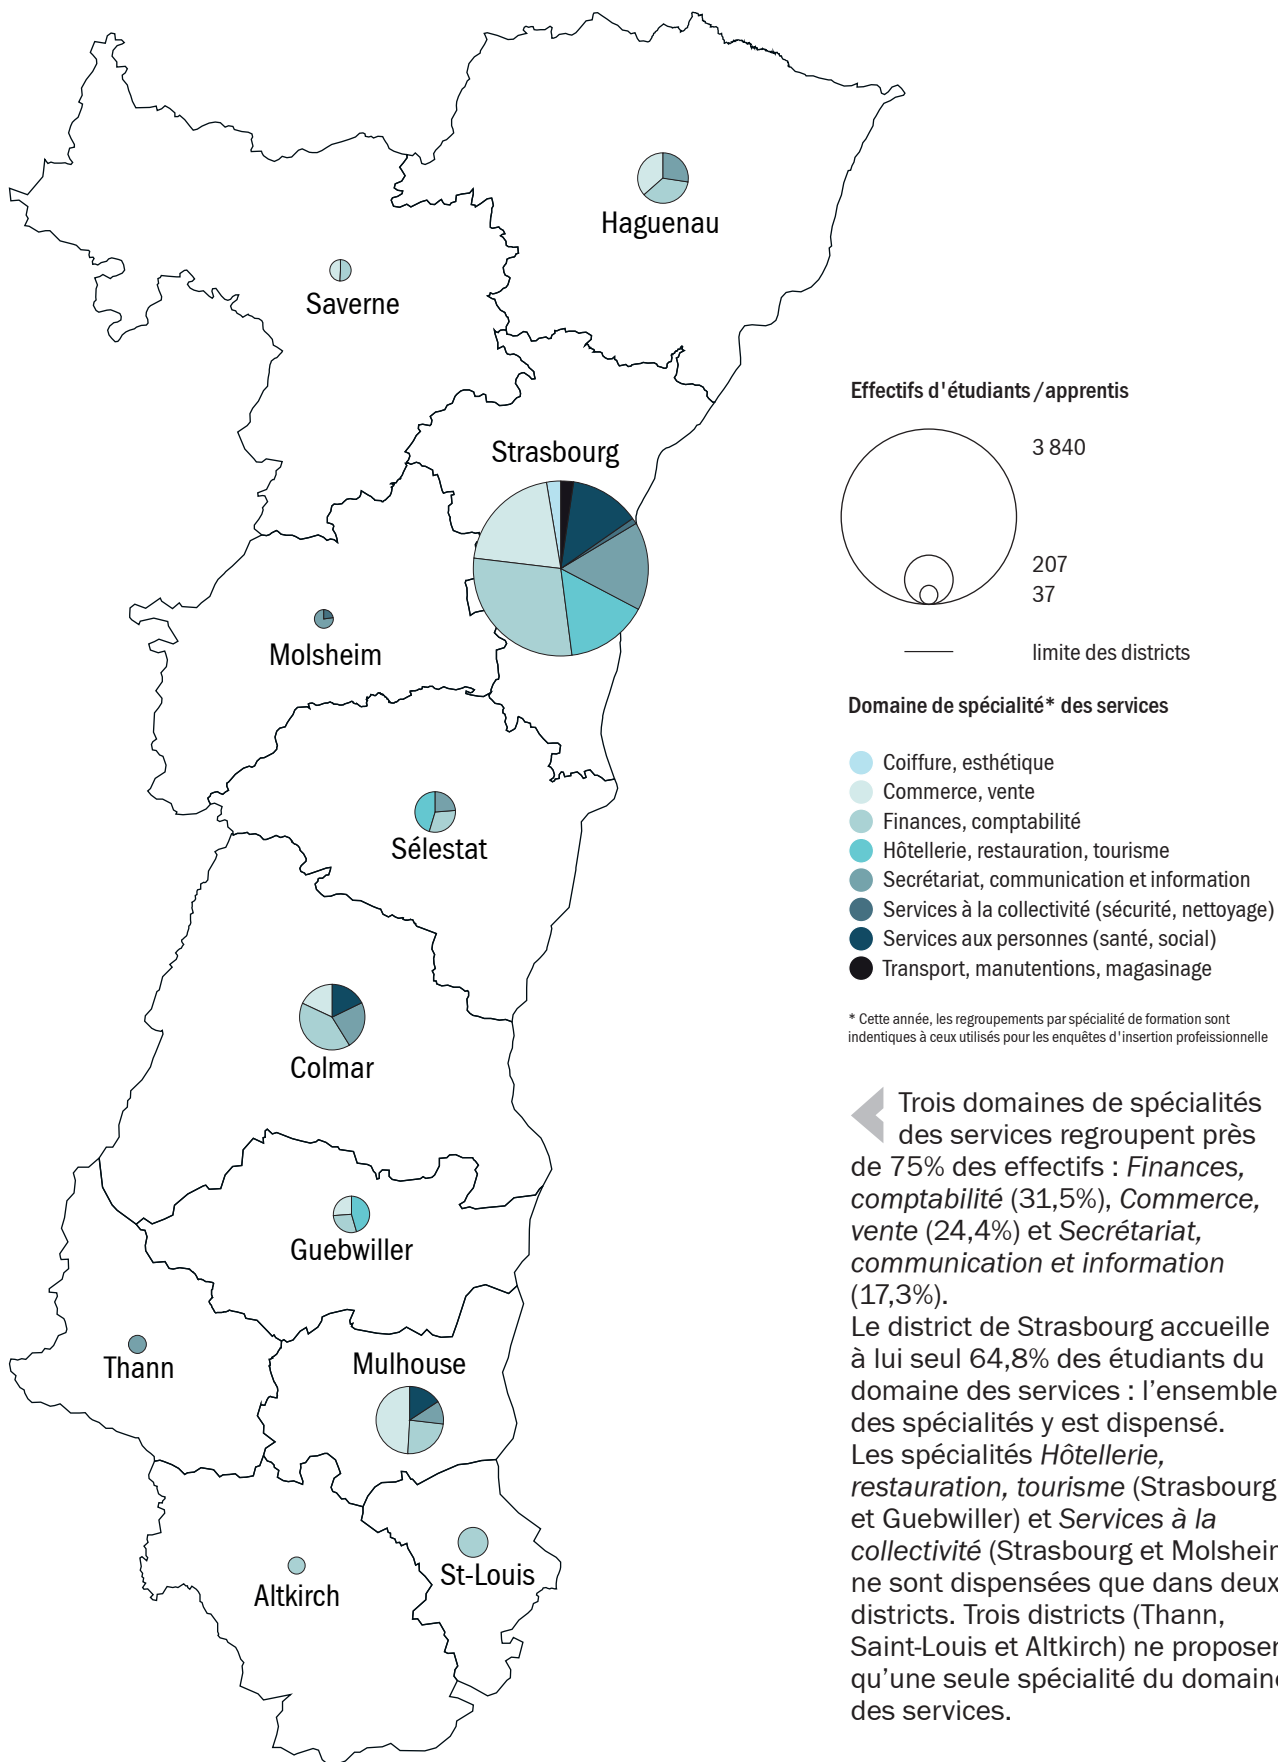 Haguenau
Saverne
Strasbourg
Molsheim
Sélestat
Colmar
Guebwiller
Thann
Mulhouse
Altkirch
St-Louis
Effectifs d'étudiants/apprentis
3 840
207
37
limite des districts
Domaine de spécialité* des services
Coiffure, esthétique
Commerce, vente
Finances, comptabilité
Hôtellerie, restauration, tourisme
Secrétariat, communication et information
Services à la collectivité (sécurité, nettoyage)
Services aux personnes (santé, social)
Transport, manutentions, magasinage
* Cette année, les regroupements par spécialité de formation sont
indentiques à ceux utilisés pour les enquêtes d'insertion profeissionnelle
Trois domaines de spécialités
des services regroupent près
de 75% des effectifs : Finances,
comptabilité (31,5%), Commerce,
vente (24,4%) et Secrétariat,
communication et information
(17,3%).
Le district de Strasbourg accueille
à lui seul 64,8% des étudiants du
domaine des services : l'ensemble
des spécialités y est dispensé.
Les spécialités Hôtellerie,
restauration, tourisme (Strasbourg
et Guebwiller) et Services à la
collectivité (Strasbourg et Molsheim
ne sont dispensées que dans deux
districts. Trois districts (Thann,
Saint-Louis et Altkirch) ne proposen
qu'une seule spécialité du domaine
des services.